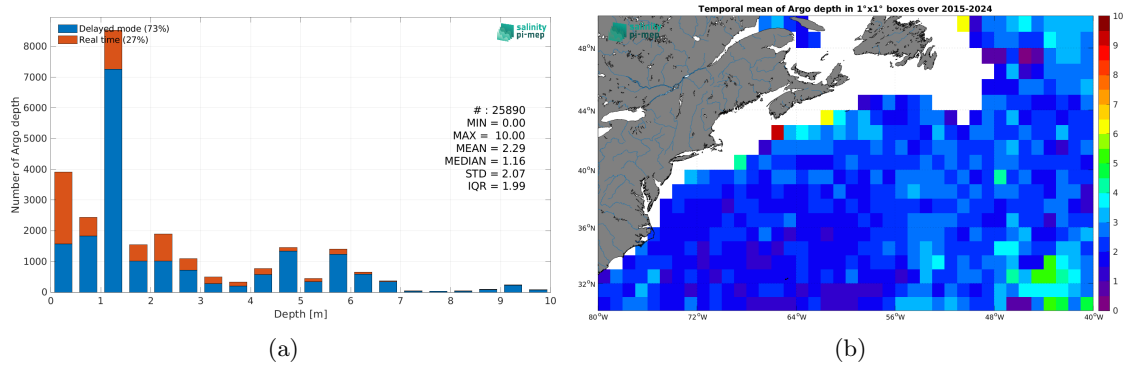 Delayed mode (73%)
Real time (27%)
salinity
pi-mep
# : 25890
MIN = 0.00
MAX = 10.00
MEAN = 2.29
MEDIAN = 1.16
STD = 2.07
IQR = 1.99
Number of Argo depth
8000
7000
6000
5000
4000
3000
2000
1000
0
0 1 2 3 4 5 6 7 8 9 10
Depth [m]
(a)
Temporal mean of Argo depth in 1°x1° boxes over 2015-2024
salinity
pi-mep
48°N
44°N
40°N
36°N
32°N
80°W 72°W 64°W 56°W 48°W 40°W
10
9
8
7
6
5
4
3
2
1
0
(b)